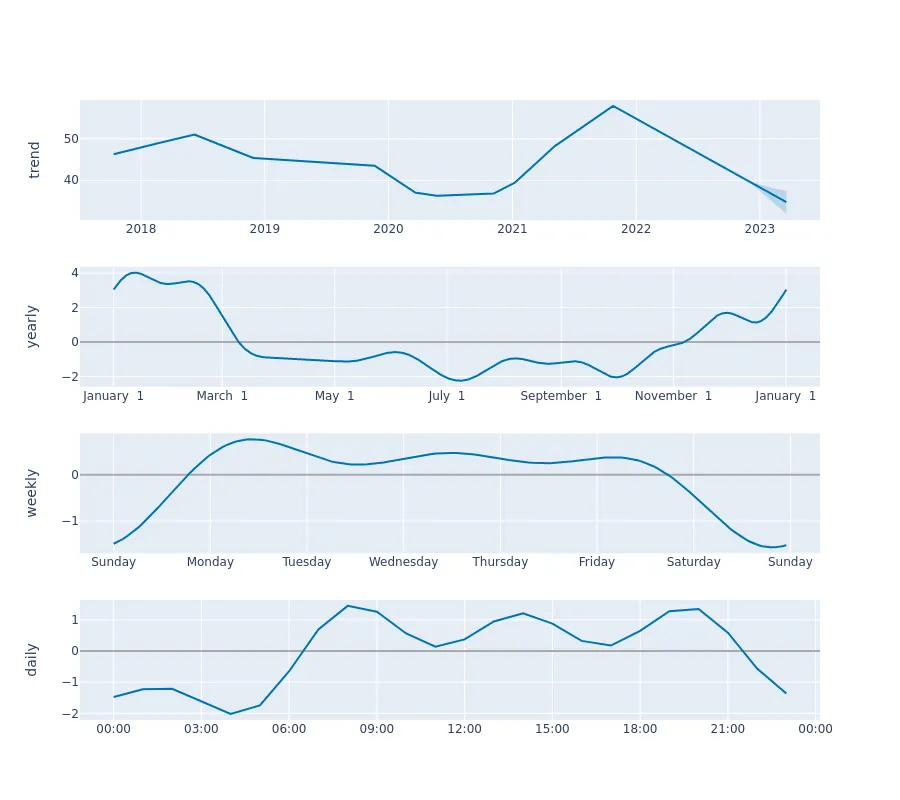 trend
50
40
2018 2019 2020 2021 2022 2023
yearly
4
2
0
−2
January 1 March 1 May 1 July 1 September 1 November 1 January 1
weekly
0
−1
Sunday Monday Tuesday Wednesday Thursday Friday Saturday Sunday
daily
1
0
−1
−2
00:00 03:00 06:00 09:00 12:00 15:00 18:00 21:00 00:00